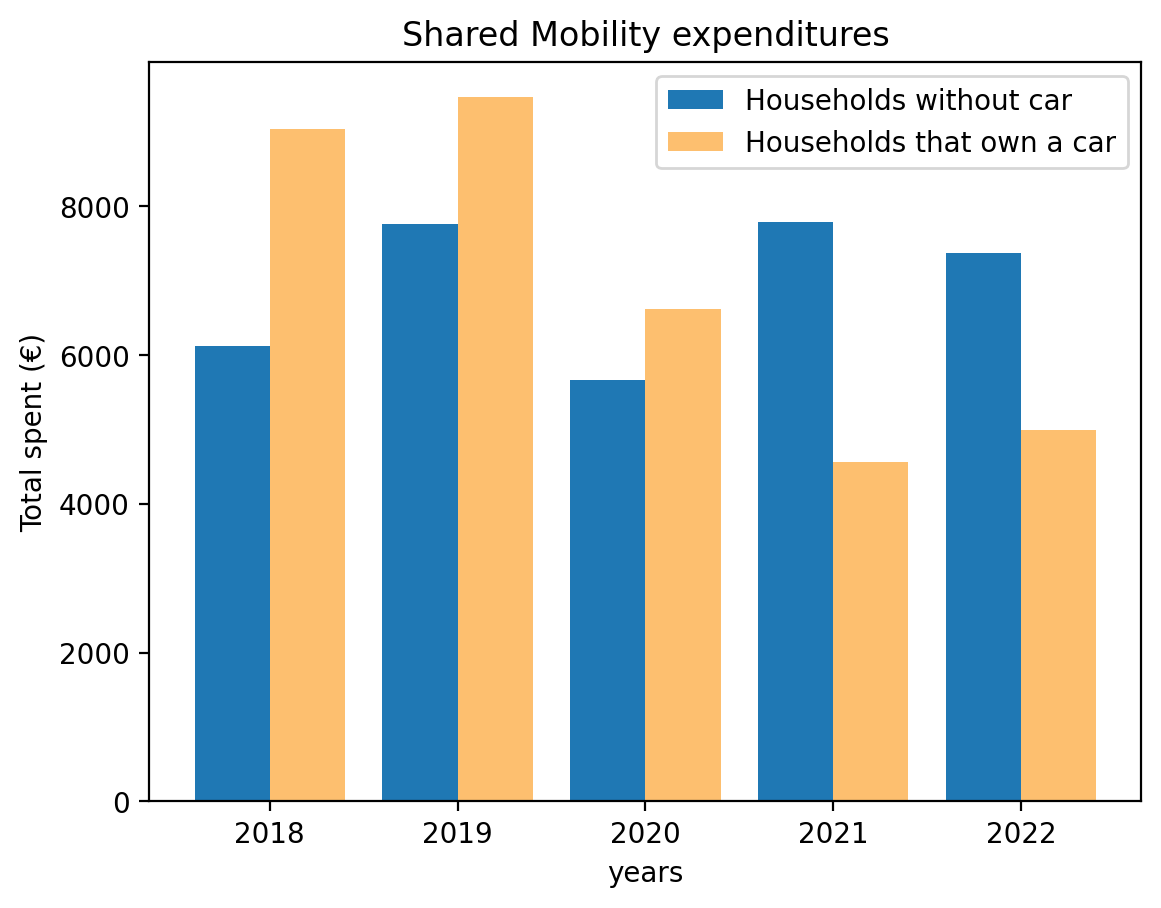 Shared Mobility expenditures
Households without car
Households that own a car
Total spent (€)
8000
6000
4000
2000
0
2018 2019 2020 2021 2022
years